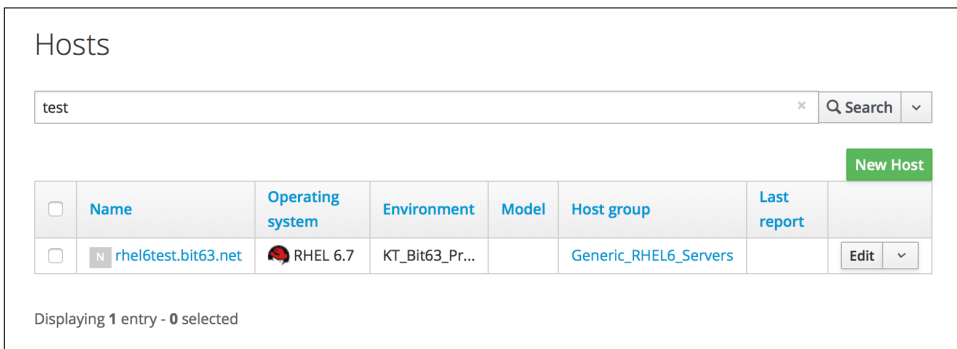 Hosts
test × Search
New Host
Name Operating system Environment Model Host group Last report
N rhel6test.bit63.net RHEL 6.7 KT_Bit63_Pr... Generic_RHEL6_Servers Edit
Displaying 1 entry - 0 selected